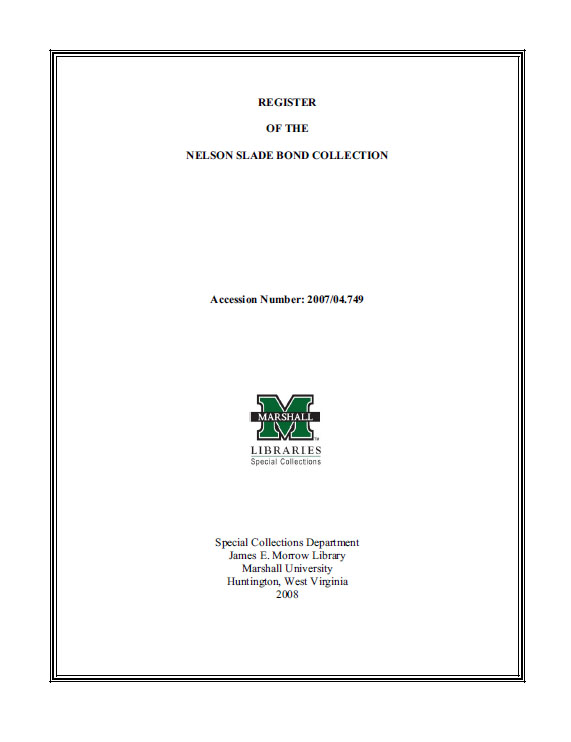 REGISTER
OF THE
NELSON SLADE BOND COLLECTION
Accession Number: 2007/04.749
MARSHALL
TM
LIBRARIES
Special Collections
Special Collections Department
James E. Morrow Library
Marshall University
Huntington, West Virginia
2008